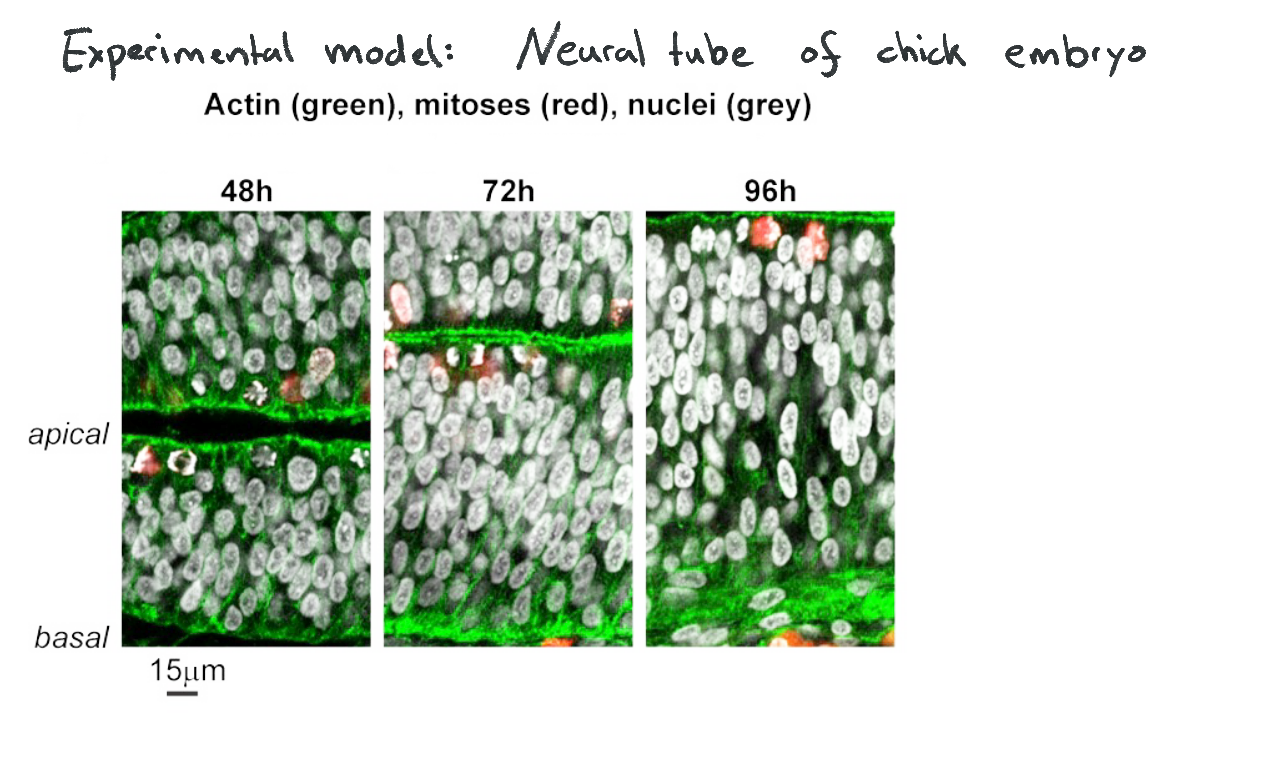 Experimental model: Neural tube of chick embryo
Actin (green), mitoses (red), nuclei (grey)
48h 72h 96h
apical
basal
15μm